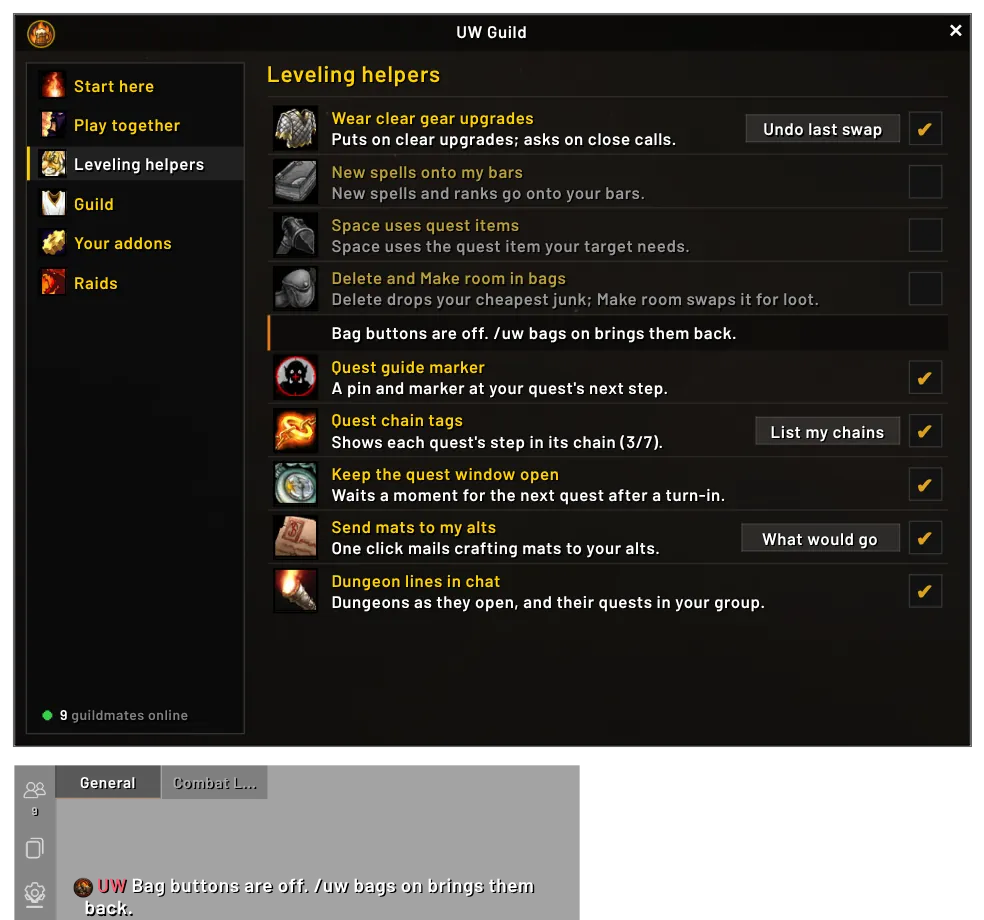 UW Guild
Start here
Play together
Leveling helpers
Guild
Your addons
Raids
9 guildmates online
Leveling helpers
Wear clear gear upgrades
Puts on clear upgrades; asks on close calls.
Undo last swap
New spells onto my bars
New spells and ranks go onto your bars.
Space uses quest items
Space uses the quest item your target needs.
Delete and Make room in bags
Delete drops your cheapest junk; Make room swaps it for loot.
Bag buttons are off. /uw bags on brings them back.
Quest guide marker
A pin and marker at your quest's next step.
Quest chain tags
Shows each quest's step in its chain (3/7).
List my chains
Keep the quest window open
Waits a moment for the next quest after a turn-in.
Send mats to my alts
One click mails crafting mats to your alts.
What would go
Dungeon lines in chat
Dungeons as they open, and their quests in your group.
9
General
Combat L...
UW Bag buttons are off. /uw bags on brings them
back.